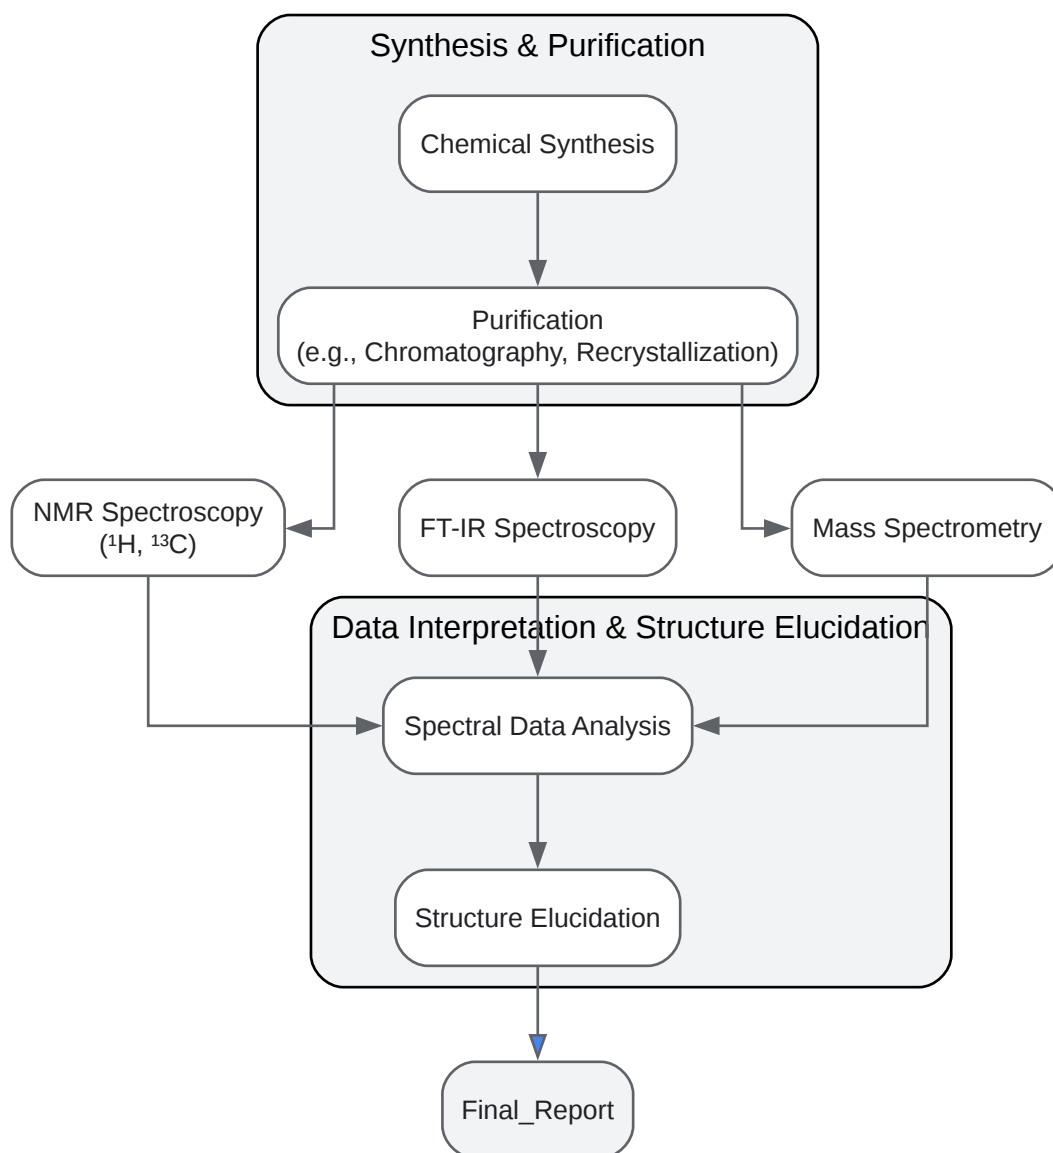 Synthesis & Purification
Chemical Synthesis
Purification
(e.g., Chromatography, Recrystallization)
NMR Spectroscopy
(¹H, ¹³C)
FT-IR Spectroscopy
Mass Spectrometry
Data Interpretation & Structure Elucidation
Spectral Data Analysis
Structure Elucidation
Final_Report